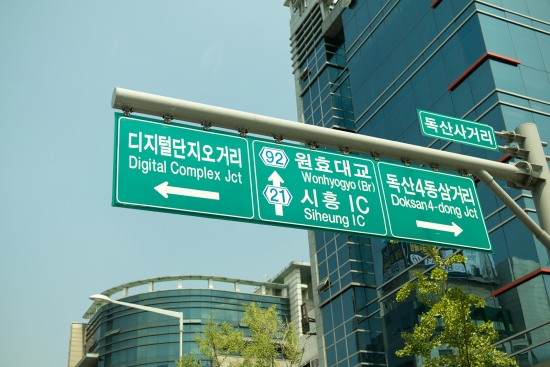 독산사거리
디지털단지오거리
Digital Complex Jct
92
원효대교
Wonhyogyo (Br)
21
시흥 IC
Siheung IC
독산4동삼거리
Doksan4-dong Jct